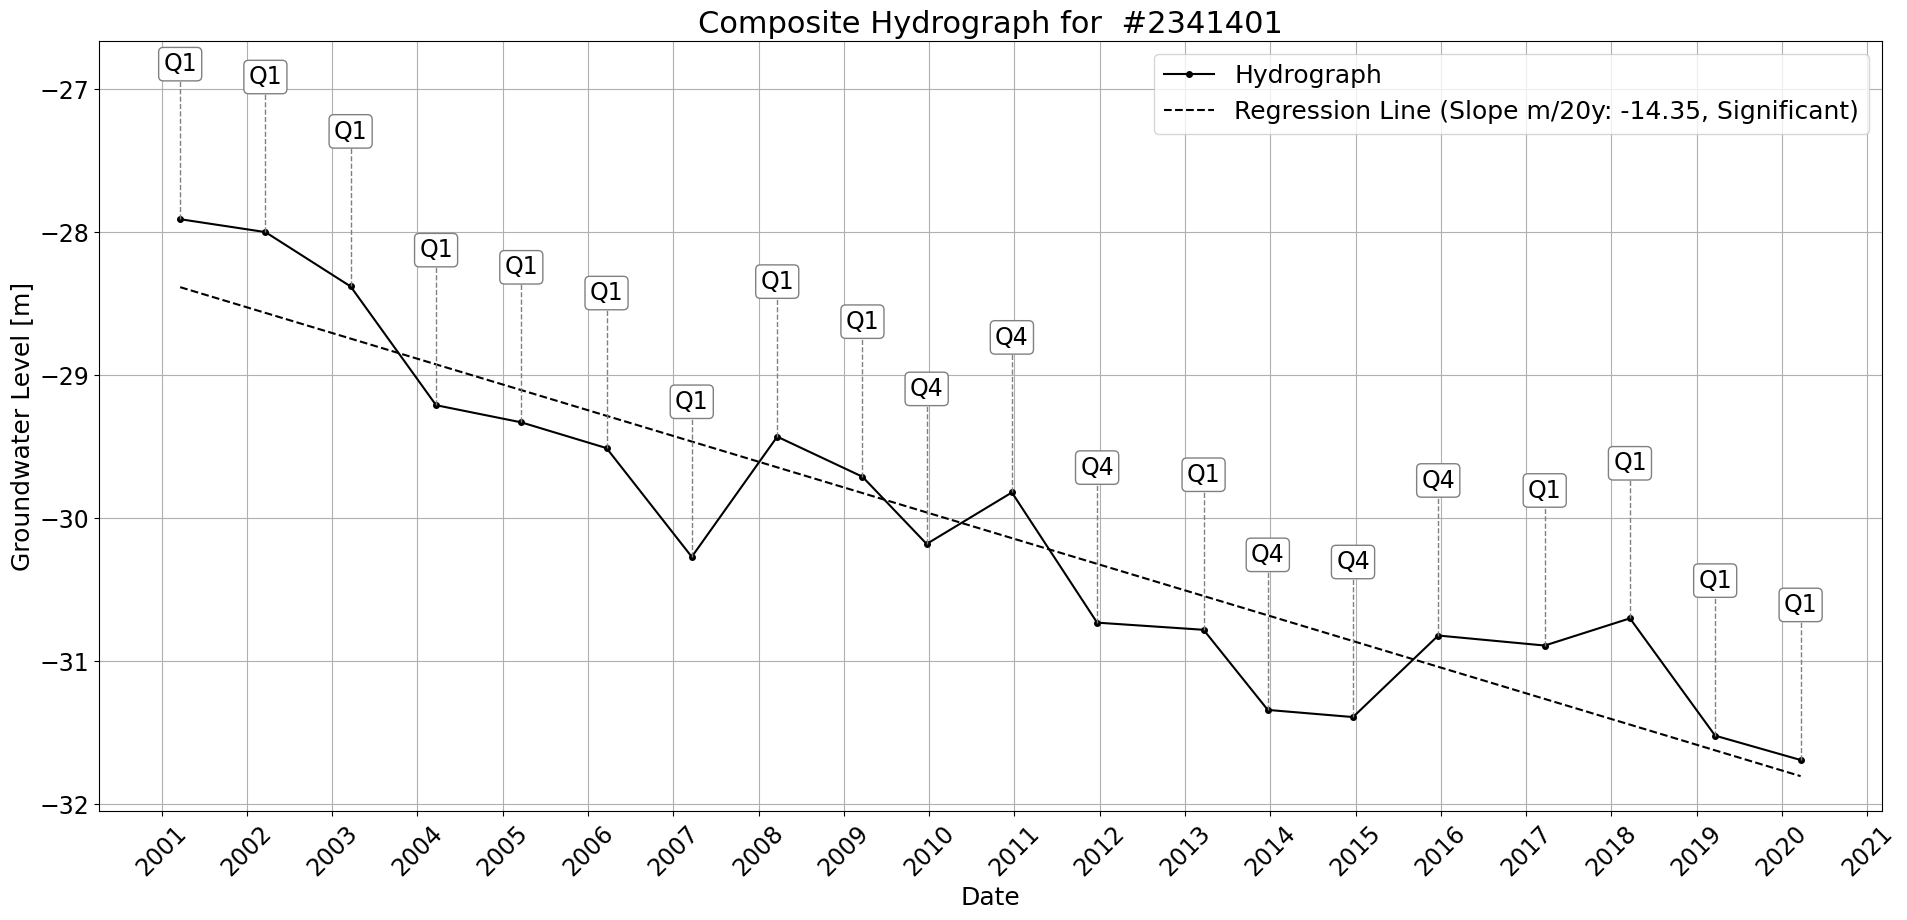 Composite Hydrograph for  #2341401
Hydrograph
Regression Line (Slope m/20y: -14.35, Significant)
Groundwater Level [m]
−27
−28
−29
−30
−31
−32
Q1
Q1
Q1
Q1
Q1
Q1
Q1
Q1
Q1
Q4
Q4
Q4
Q1
Q4
Q4
Q4
Q1
Q1
Q1
Q1
2001
2002
2003
2004
2005
2006
2007
2008
2009
2010
2011
2012
2013
2014
2015
2016
2017
2018
2019
2020
2021
Date